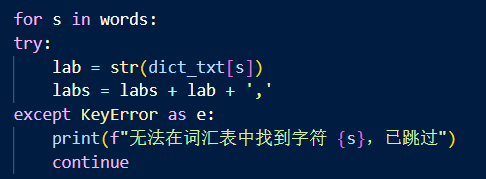 for s in words:
try:
    lab = str(dict_txt[s])
    labs = labs + lab + ','
except KeyError as e:
    print(f"无法在词汇表中找到字符 {s}，已跳过")
    continue